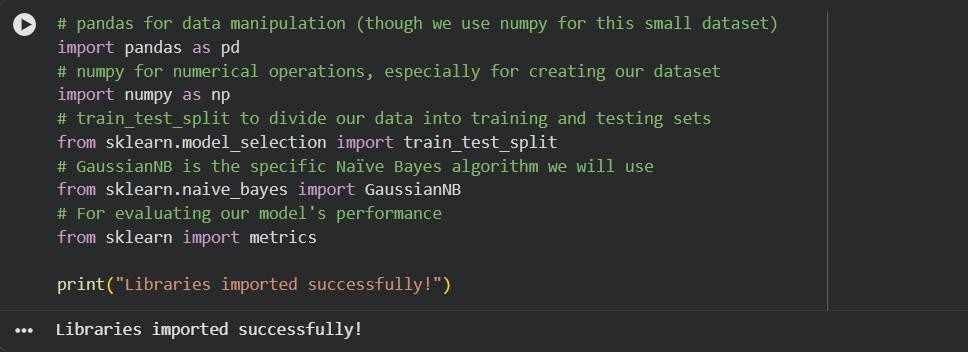 # pandas for data manipulation (though we use numpy for this small dataset)
import pandas as pd
# numpy for numerical operations, especially for creating our dataset
import numpy as np
# train_test_split to divide our data into training and testing sets
from sklearn.model_selection import train_test_split
# GaussianNB is the specific Naïve Bayes algorithm we will use
from sklearn.naive_bayes import GaussianNB
# For evaluating our model's performance
from sklearn import metrics
print("Libraries imported successfully!")
Libraries imported successfully!